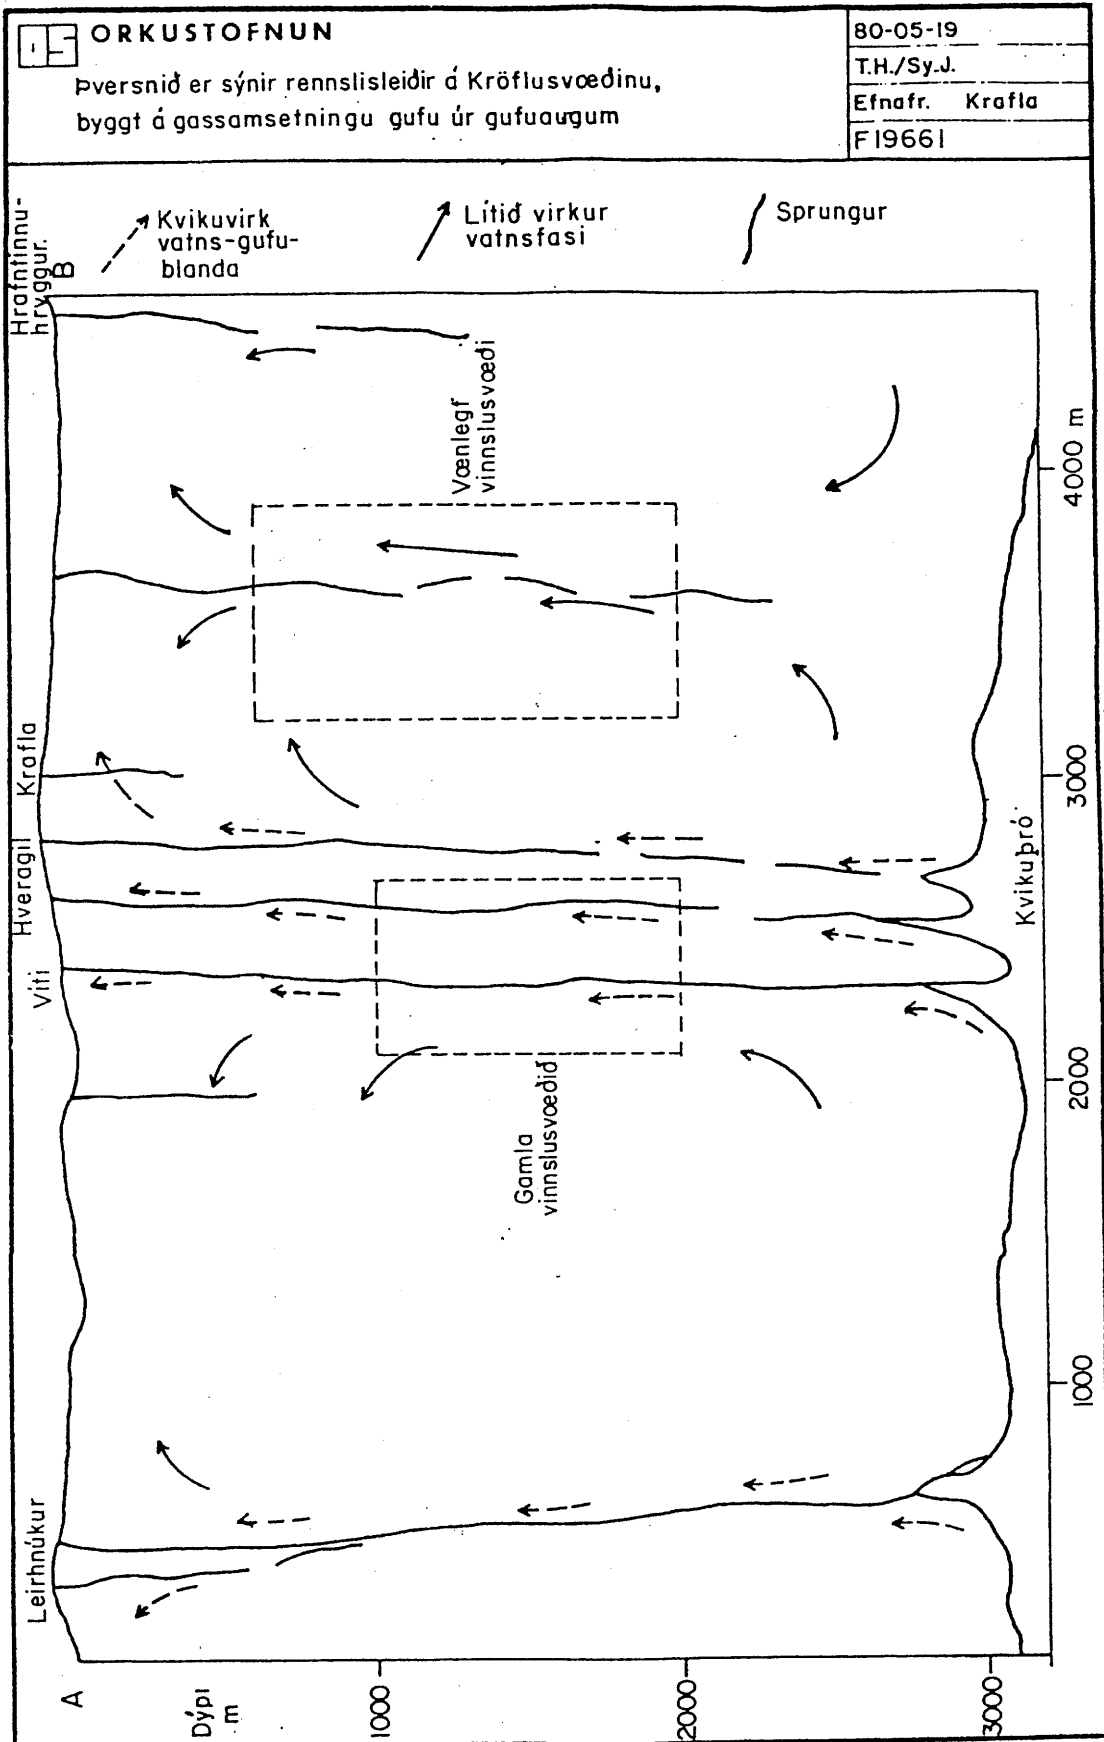 ORKUSTOFNUN
Þversnið er sýnir rennslisleiðir á Kröflusvæðinu,
byggt á gassamsetningu gufu úr gufuaugum
80-05-19
T.H./Sy.J.
Efnafr. Krafla
F19661
Kvikuvirk
vatns-gufu-
blanda
Lítið virkur
vatnsfasi
Sprungur
Hrafntinnu-
hryggur.
B
Krafla
Hveragil
Víti
Leirhnúkur
A
Vænlegt
vinnslusvæði
Gamla
vinnslusvæðið
Kvikuþró
4000 m
3000
2000
1000
Dýpi
m
1000
2000
3000